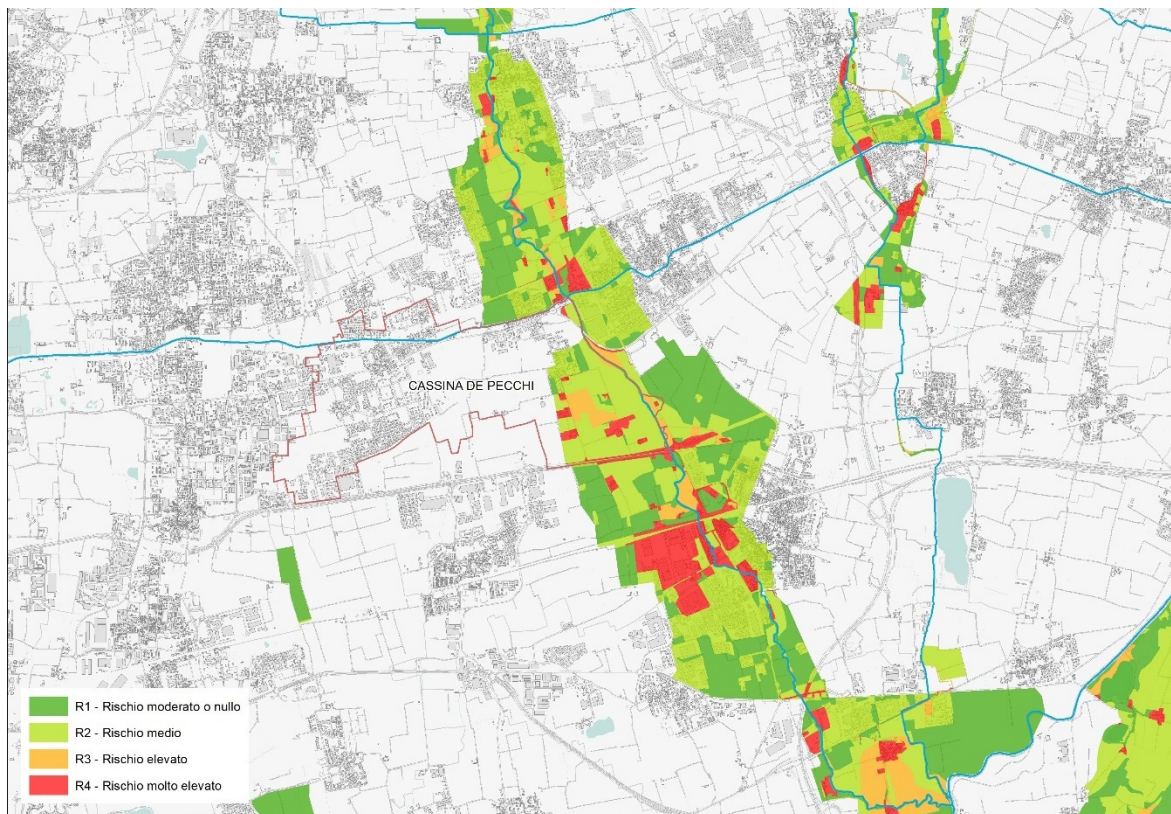 CASSINA DE PECCHI
R1 - Rischio moderato o nullo
R2 - Rischio medio
R3 - Rischio elevato
R4 - Rischio molto elevato